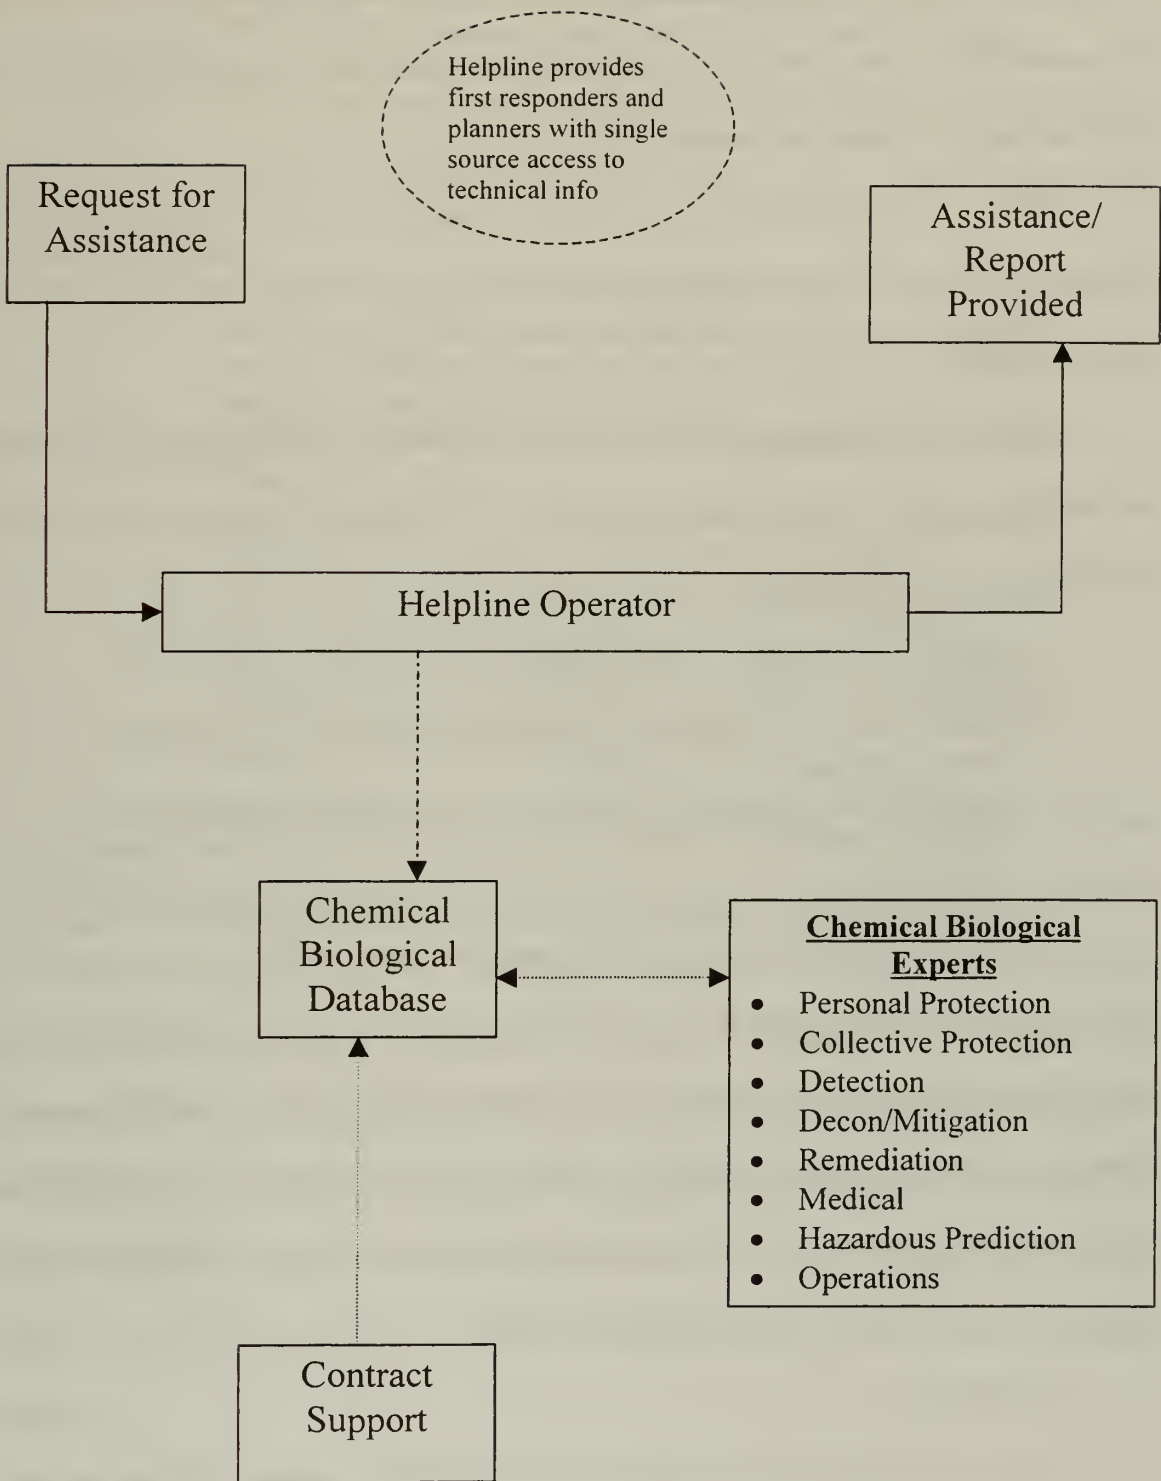 Helpline provides
first responders and
planners with single
source access to
technical info
Request for
Assistance
Assistance/
Report
Provided
Helpline Operator
Chemical
Biological
Database
Chemical Biological
Experts
• Personal Protection
• Collective Protection
• Detection
• Decon/Mitigation
• Remediation
• Medical
• Hazardous Prediction
• Operations
Contract
Support